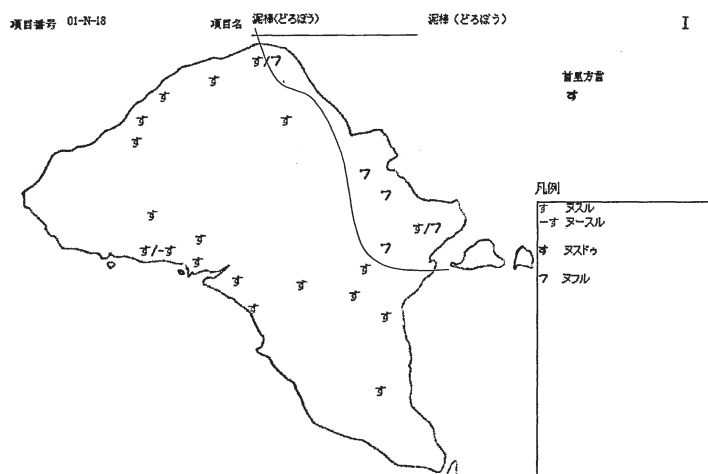 項目番号 01-N-18 項目名 泥棒(どろぼう) 泥棒(どろぼう) I
首里方言
す
す/フ
す
す
す
す
す
フ
フ
す
す/フ
す
す/-す
フ
す
す
す
す
す
す
す
す
凡例
す ヌスル
-す ヌースル
す ヌスドゥ
フ ヌフル